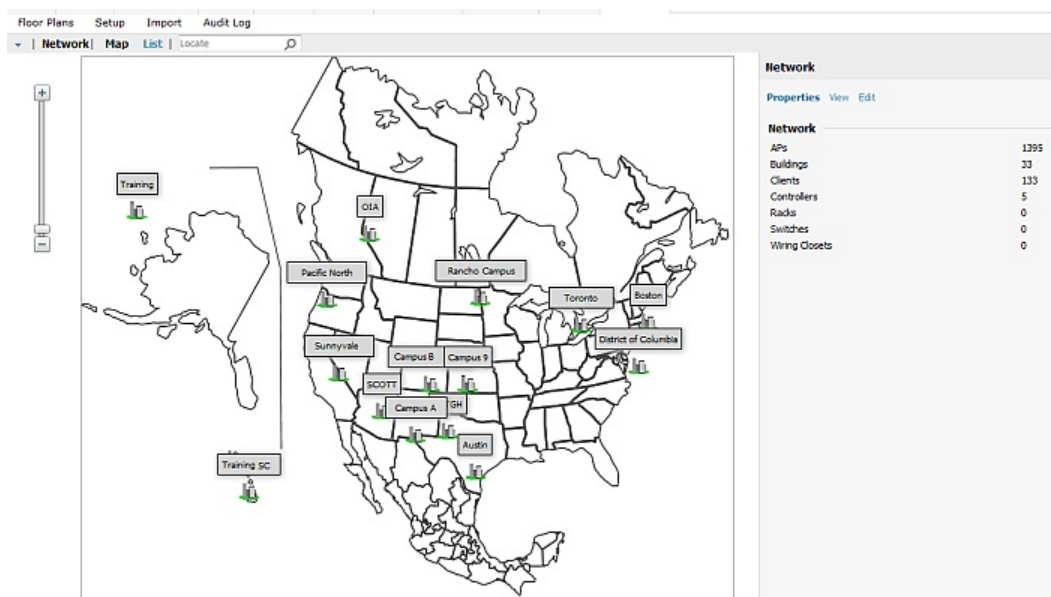 Floor Plans Setup Import Audit Log
| Network | Map List | Locate
Network
Properties View Edit
Network
APs 1395
Buildings 33
Clients 133
Controllers 5
Racks 0
Switches 0
Wiring Closets 0
Training
OIA
Pacific North
Rancho Campus
Toronto
Boston
District of Columbia
Sunnyvale
Campus B
Campus 9
SCOTT
Campus A
Austin
Training SC